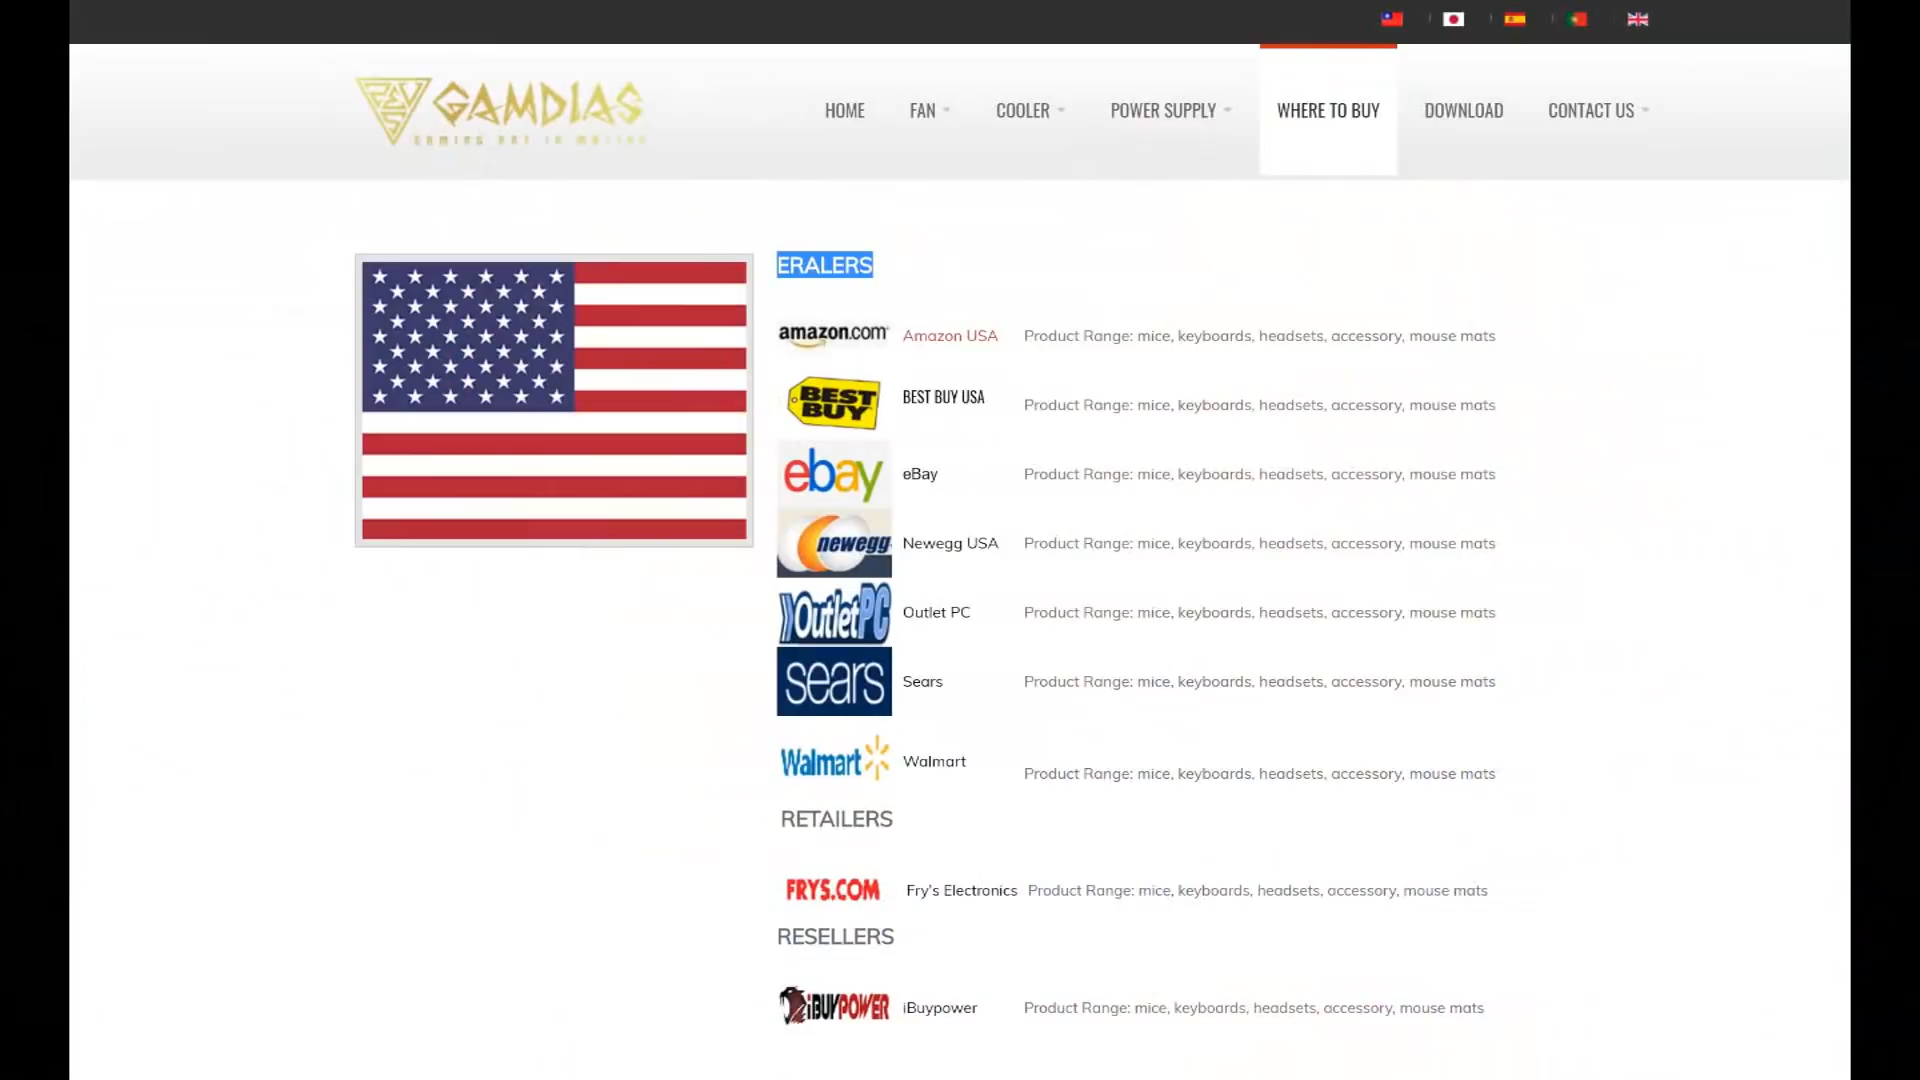 GAMDIAS
GAMING ART IN MOTION
HOME
FAN
COOLER
POWER SUPPLY
WHERE TO BUY
DOWNLOAD
CONTACT US
ERALERS
amazon.com Amazon USA Product Range: mice, keyboards, headsets, accessory, mouse mats
BEST BUY BEST BUY USA Product Range: mice, keyboards, headsets, accessory, mouse mats
ebay eBay Product Range: mice, keyboards, headsets, accessory, mouse mats
newegg Newegg USA Product Range: mice, keyboards, headsets, accessory, mouse mats
OutletPC Outlet PC Product Range: mice, keyboards, headsets, accessory, mouse mats
sears Sears Product Range: mice, keyboards, headsets, accessory, mouse mats
Walmart Walmart Product Range: mice, keyboards, headsets, accessory, mouse mats
RETAILERS
FRYS.COM Fry's Electronics Product Range: mice, keyboards, headsets, accessory, mouse mats
RESELLERS
iBUYPOWER iBuypower Product Range: mice, keyboards, headsets, accessory, mouse mats